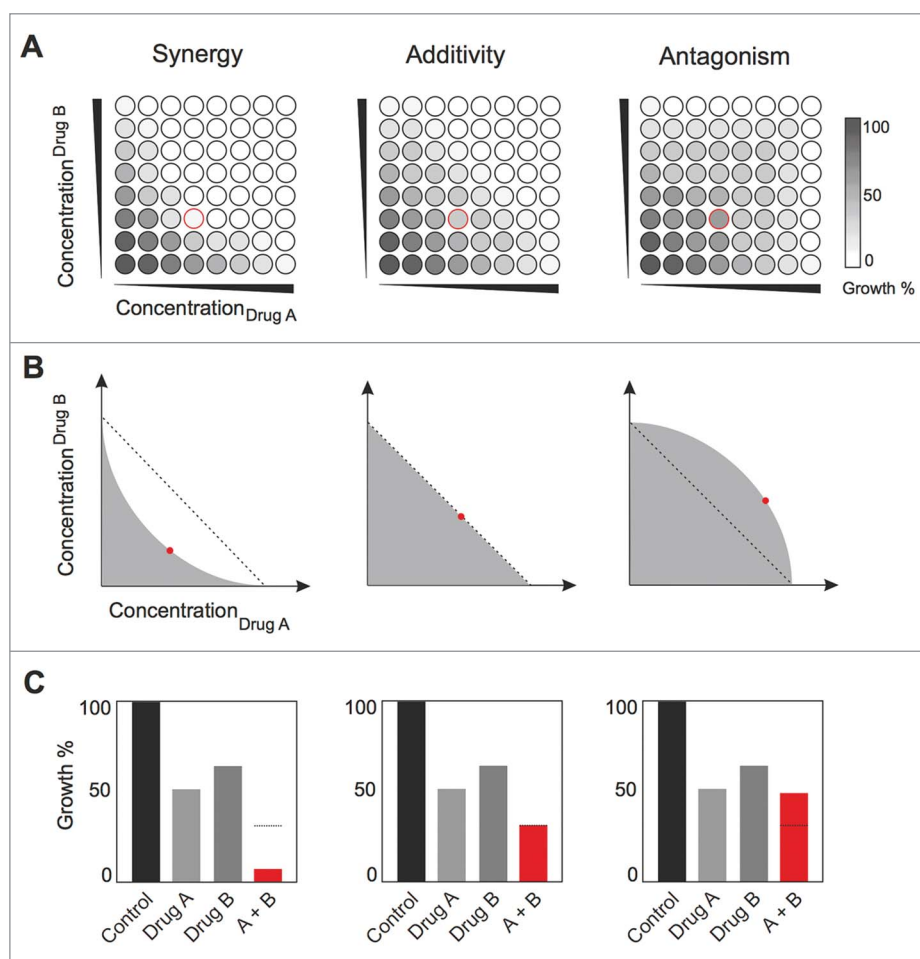 A
Synergy
Additivity
Antagonism
Concentration Drug B
100
50
0
Growth %
Concentration Drug A
B
Concentration Drug B
Concentration Drug A
C
Growth %
100
50
0
Control
Drug A
Drug B
A + B
100
50
0
Control
Drug A
Drug B
A + B
100
50
0
Control
Drug A
Drug B
A + B